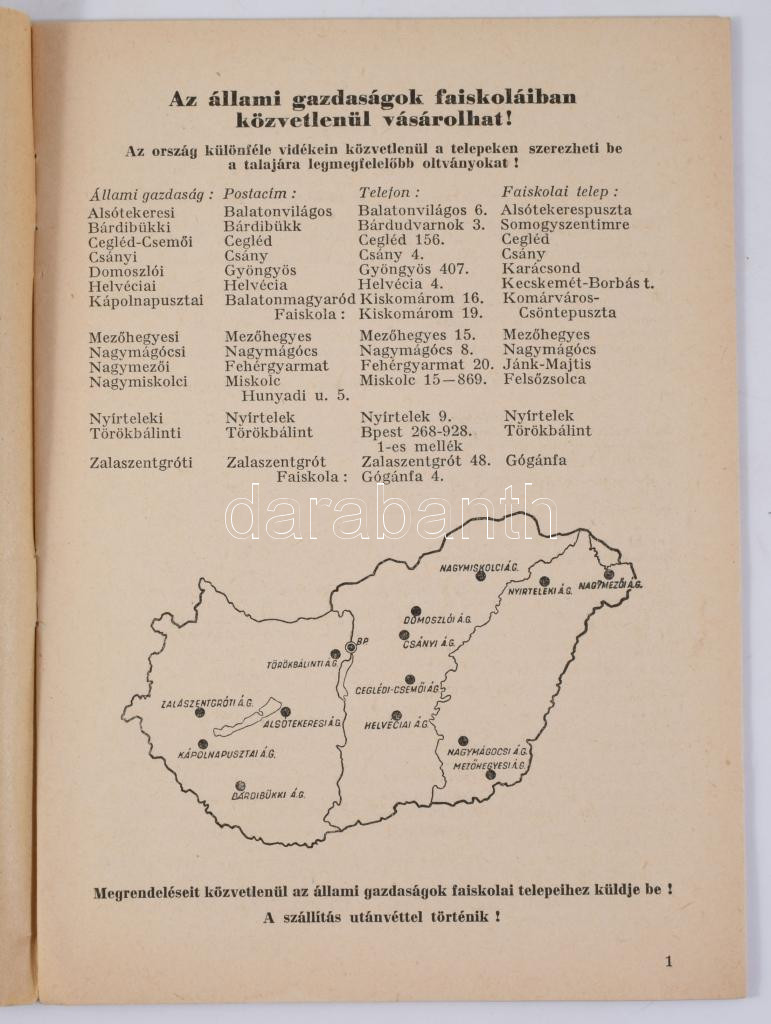 Az állami gazdaságok faiskoláiban
közvetlenül vásárolhat!
Az ország különféle vidékein közvetlenül a telepeken szerezheti be
a talajára legmegfelelőbb oltványokat !
Állami gazdaság : Postacím : Telefon : Faiskolai telep :
Alsótekeresi Balatonvilágos Balatonvilágos 6. Alsótekerespuszta
Bárdibükki Bárdibükk Bárdudvarnok 3. Somogyszentimre
Cegléd-Csemői Cegléd Cegléd 156. Cegléd
Csányi Csány Csány 4. Csány
Domoszlói Gyöngyös Gyöngyös 407. Karácsond
Helvéciai Helvécia Helvécia 4. Kecskemét-Borbás t.
Kápolnapusztai Balatonmagyaród Kiskomárom 16. Komárváros-
Faiskola : Kiskomárom 19. Csöntepuszta
Mezőhegyesi Mezőhegyes Mezőhegyes 15. Mezőhegyes
Nagymágócsi Nagymágócs Nagymágócs 8. Nagymágócs
Nagymezői Fehérgyarmat Fehérgyarmat 20. Jánk-Majtis
Nagymiskolci Miskolc Miskolc 15—869. Felsőzsolca
Hunyadi u. 5.
Nyírteleki Nyírtelek Nyírtelek 9. Nyírtelek
Törökbálinti Törökbálint Bpest 268-928. Törökbálint
1-es mellék
Zalaszentgróti Zalaszentgrót Zalaszentgrót 48. Gógánfa
Faiskola : Gógánfa 4.
darabanth
NAGYMISKOLCI Á.G.
NYIRTELEKI Á.G.
NAGYMEZŐI Á.G.
DOMOSZLÓI Á.G.
CSÁNYI Á.G.
BP.
TÖRÖKBÁLINTI Á.G.
CEGLÉDI-CSEMŐI Á.G.
ZALÁSZENTGRÓTI Á.G.
ALSÓTEKERESI Á.G.
HELVÉCIAI Á.G.
KÁPOLNAPUSZTAI Á.G.
NAGYMÁGOCSI Á.G.
MEZŐHEGYESI Á.G.
BÁRDIBÜKKI Á.G.
Megrendeléseit közvetlenül az állami gazdaságok faiskolai telepeihez küldje be !
A szállítás utánvéttel történik !
1